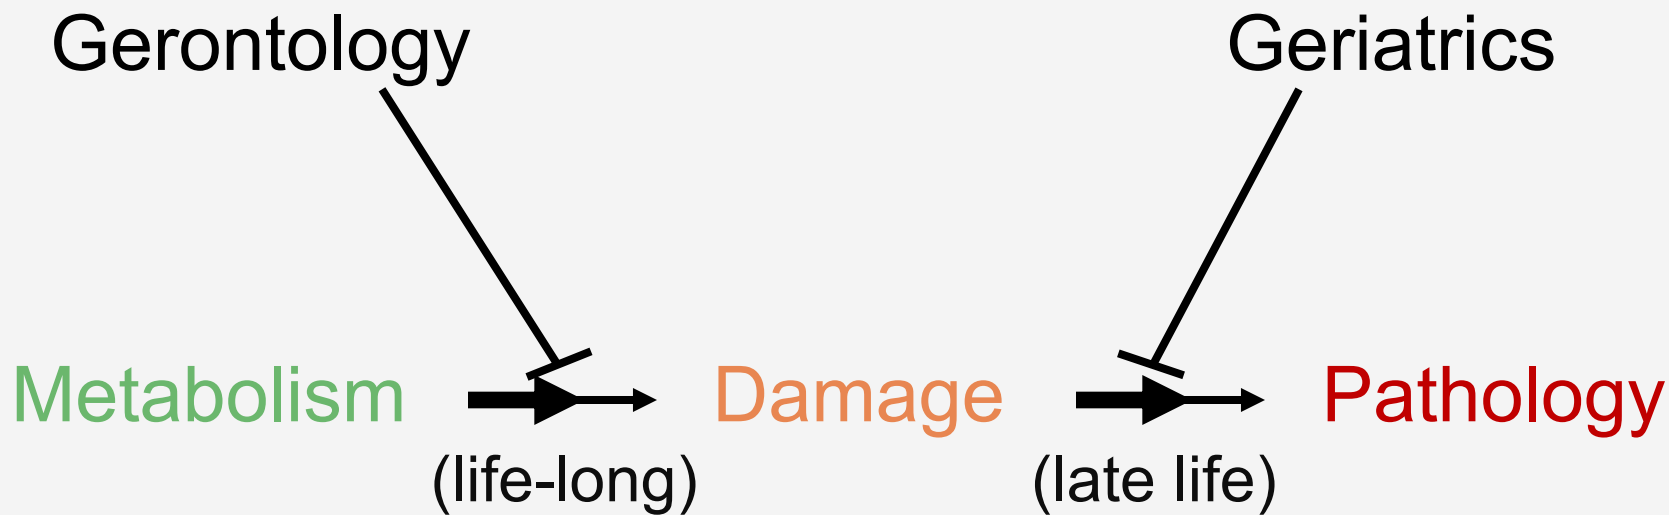 Gerontology
Geriatrics
Metabolism
Damage
Pathology
(life-long)
(late life)